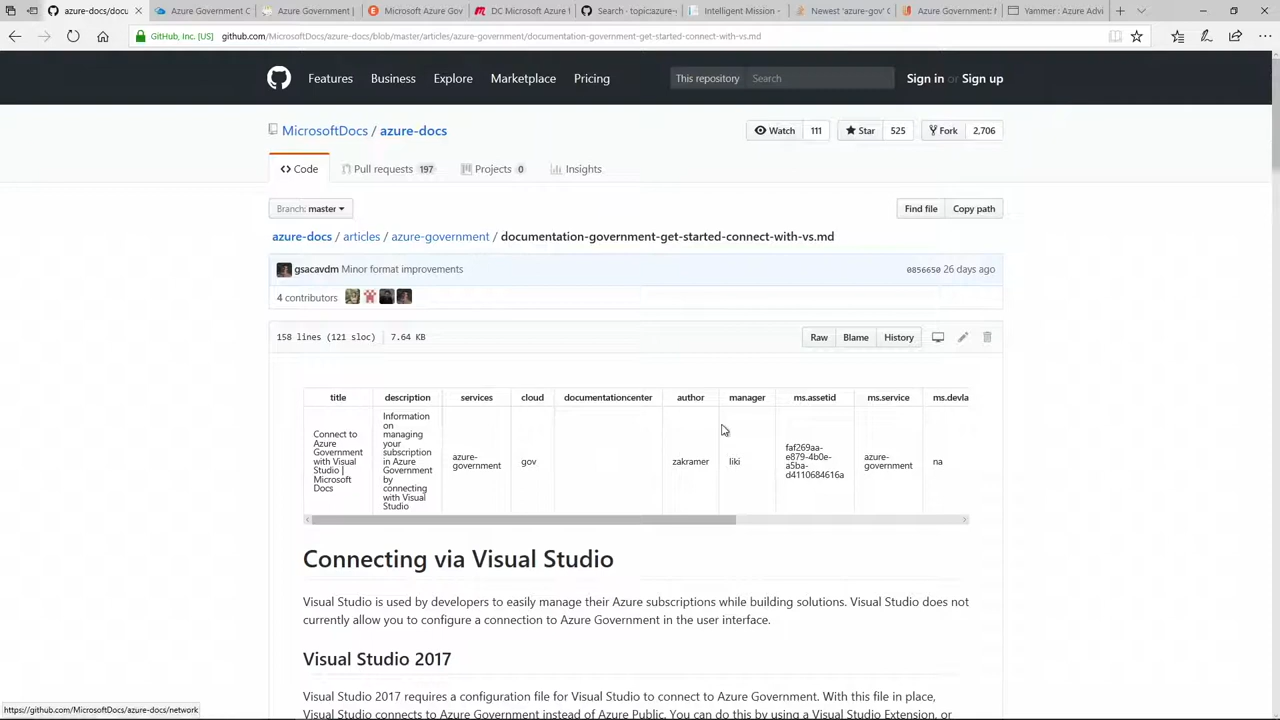 azure-docs/docu
Azure Government C
Azure Government |
Microsoft Azure Gov
DC Microsoft Azure
Search · topic:azure
Intelligent Mission -
Newest 'azure-gov' C
Azure Government:
Yammer : Azure Advi
GitHub, Inc. [US]
github.com/MicrosoftDocs/azure-docs/blob/master/articles/azure-government/documentation-government-get-started-connect-with-vs.md
Features
Business
Explore
Marketplace
Pricing
This repository
Search
Sign in or Sign up
MicrosoftDocs / azure-docs
Watch 111
Star 525
Fork 2,706
Code
Pull requests 197
Projects 0
Insights
Branch: master
Find file
Copy path
azure-docs / articles / azure-government / documentation-government-get-started-connect-with-vs.md
gsacavdm Minor format improvements
0856650 26 days ago
4 contributors
158 lines (121 sloc)
7.64 KB
Raw
Blame
History
title
description
services
cloud
documentationcenter
author
manager
ms.assetid
ms.service
ms.devla
Connect to
Azure
Government
with Visual
Studio |
Microsoft
Docs
Information
on
managing
your
subscription
in Azure
Government
by
connecting
with Visual
Studio
azure-
government
gov
zakramer
liki
faf269aa-
e879-4b0e-
a5ba-
d4110684616a
azure-
government
na
Connecting via Visual Studio
Visual Studio is used by developers to easily manage their Azure subscriptions while building solutions. Visual Studio does not
currently allow you to configure a connection to Azure Government in the user interface.
Visual Studio 2017
Visual Studio 2017 requires a configuration file for Visual Studio to connect to Azure Government. With this file in place,
Visual Studio connects to Azure Government instead of Azure Public. You can do this by using a Visual Studio Extension, or
https://github.com/MicrosoftDocs/azure-docs/network